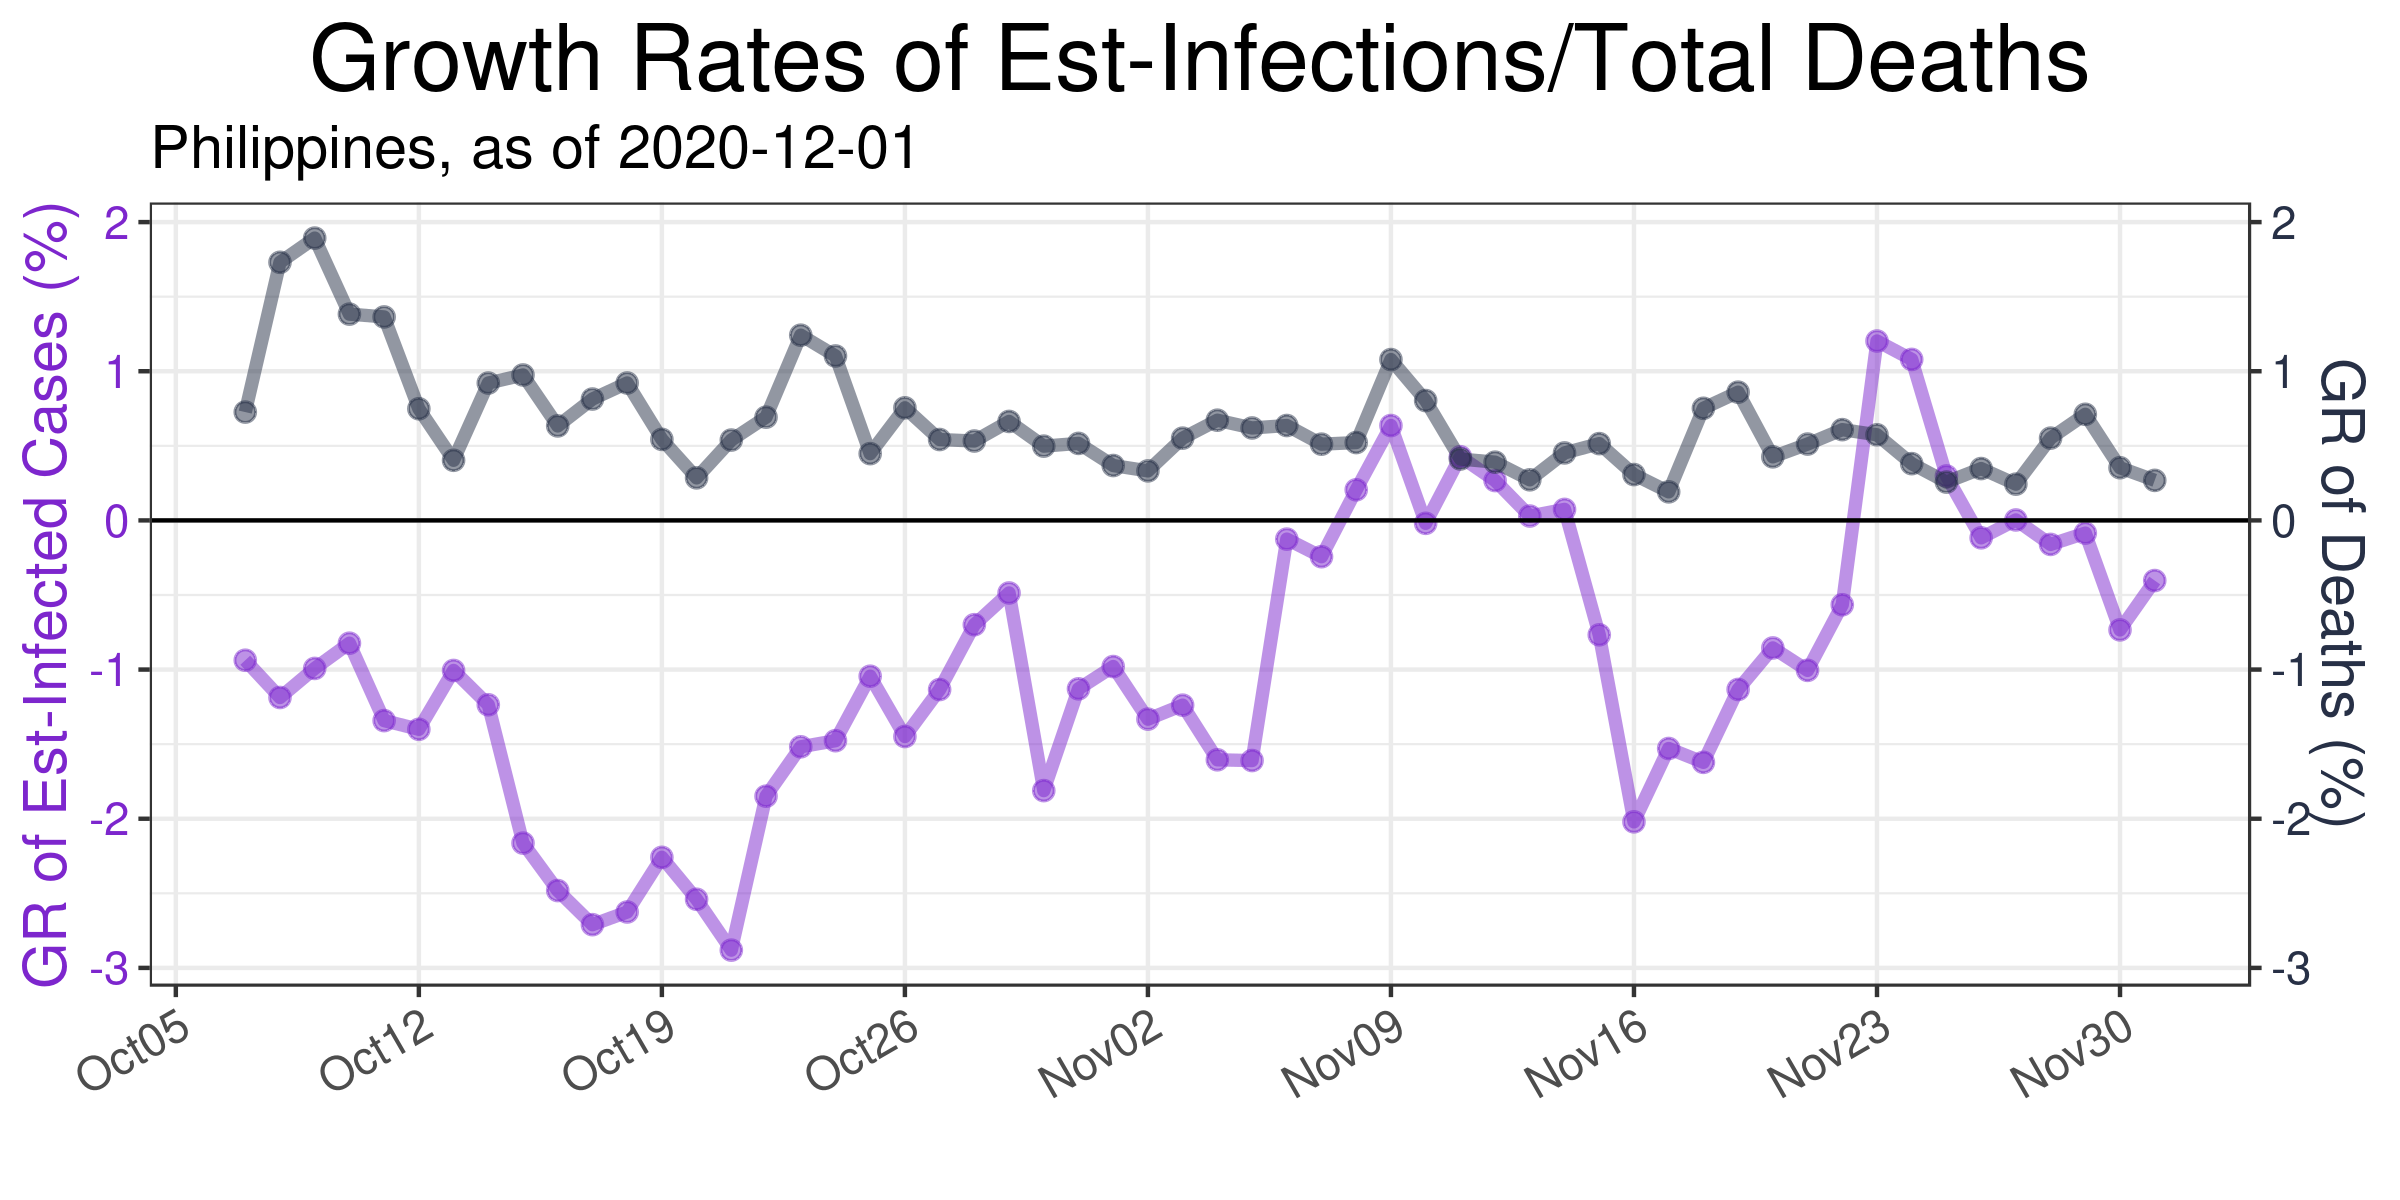 Growth Rates of Est-Infections/Total Deaths
Philippines, as of 2020-12-01
GR of Est-Infected Cases (%)
2
1
0
-1
-2
-3
2
1
0
-1
-2
-3
GR of Deaths (%)
Oct05
Oct12
Oct19
Oct26
Nov02
Nov09
Nov16
Nov23
Nov30